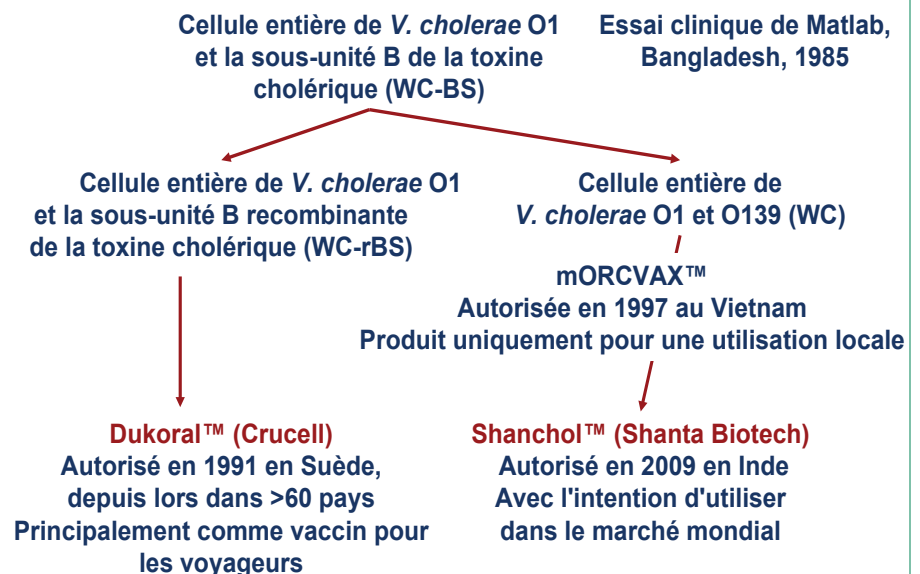 Cellule entière de V. cholerae O1
et la sous-unité B de la toxine
cholérique (WC-BS)
Essai clinique de Matlab,
Bangladesh, 1985
Cellule entière de V. cholerae O1
et la sous-unité B recombinante
de la toxine cholérique (WC-rBS)
Cellule entière de
V. cholerae O1 et O139 (WC)
mORCVAX™
Autorisée en 1997 au Vietnam
Produit uniquement pour une utilisation locale
Dukoral™ (Crucell)
Autorisé en 1991 en Suède,
depuis lors dans >60 pays
Principalement comme vaccin pour
les voyageurs
Shanchol™ (Shanta Biotech)
Autorisé en 2009 en Inde
Avec l'intention d'utiliser
dans le marché mondial